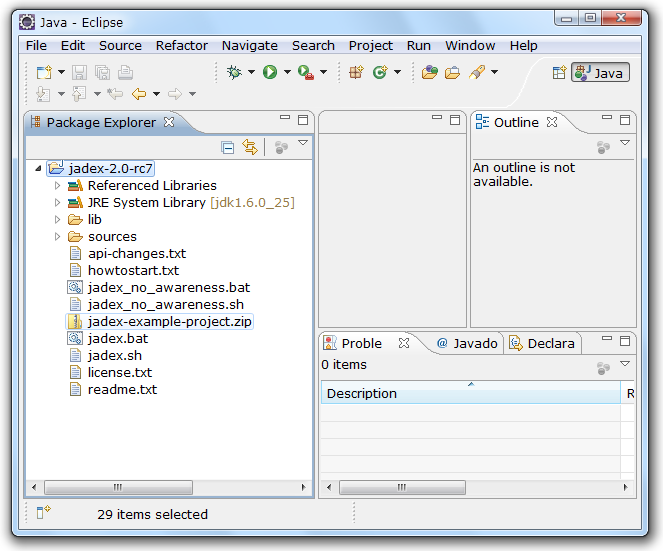 Java - Eclipse
File Edit Source Refactor Navigate Search Project Run Window Help
Java
Package Explorer
Outline
jadex-2.0-rc7
An outline is not
available.
Referenced Libraries
JRE System Library [jdk1.6.0_25]
lib
sources
api-changes.txt
howtostart.txt
jadex_no_awareness.bat
jadex_no_awareness.sh
jadex-example-project.zip
jadex.bat
jadex.sh
license.txt
readme.txt
Proble @ Javado Declara
0 items
Description R
29 items selected